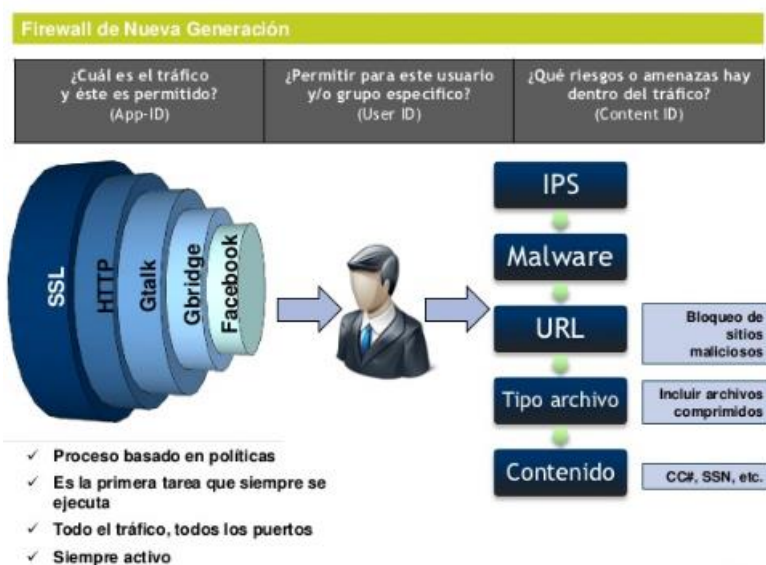 Firewall de Nueva Generación
¿Cuál es el tráfico
y éste es permitido?
(App-ID)
¿Permitir para este usuario
y/o grupo especifico?
(User ID)
¿Qué riesgos o amenazas hay
dentro del tráfico?
(Content ID)
SSL
HTTP
Gtalk
Gbridge
Facebook
IPS
Malware
URL
Bloqueo de
sitios
maliciosos
Tipo archivo
Incluir archivos
comprimidos
Contenido
CC#, SSN, etc.
✓ Proceso basado en políticas
✓ Es la primera tarea que siempre se
ejecuta
✓ Todo el tráfico, todos los puertos
✓ Siempre activo